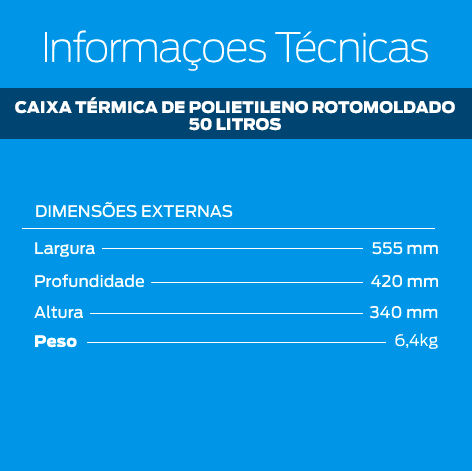 Informaçoes Técnicas
CAIXA TÉRMICA DE POLIETILENO ROTOMOLDADO
50 LITROS
DIMENSÕES EXTERNAS
Largura 555 mm
Profundidade 420 mm
Altura 340 mm
Peso 6,4kg